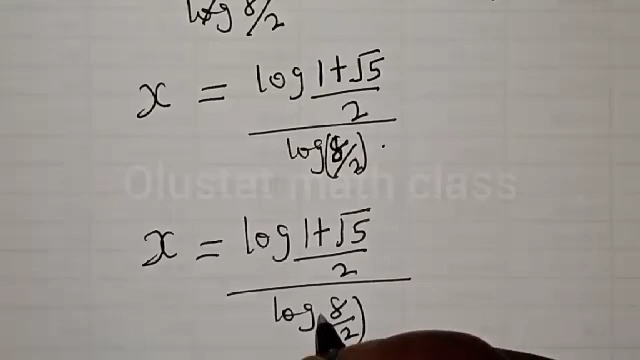 log 8/2
x = log 1+√5
2
log(8/2)
Olustat math class
x = log 1+√5
2
log 8
2)